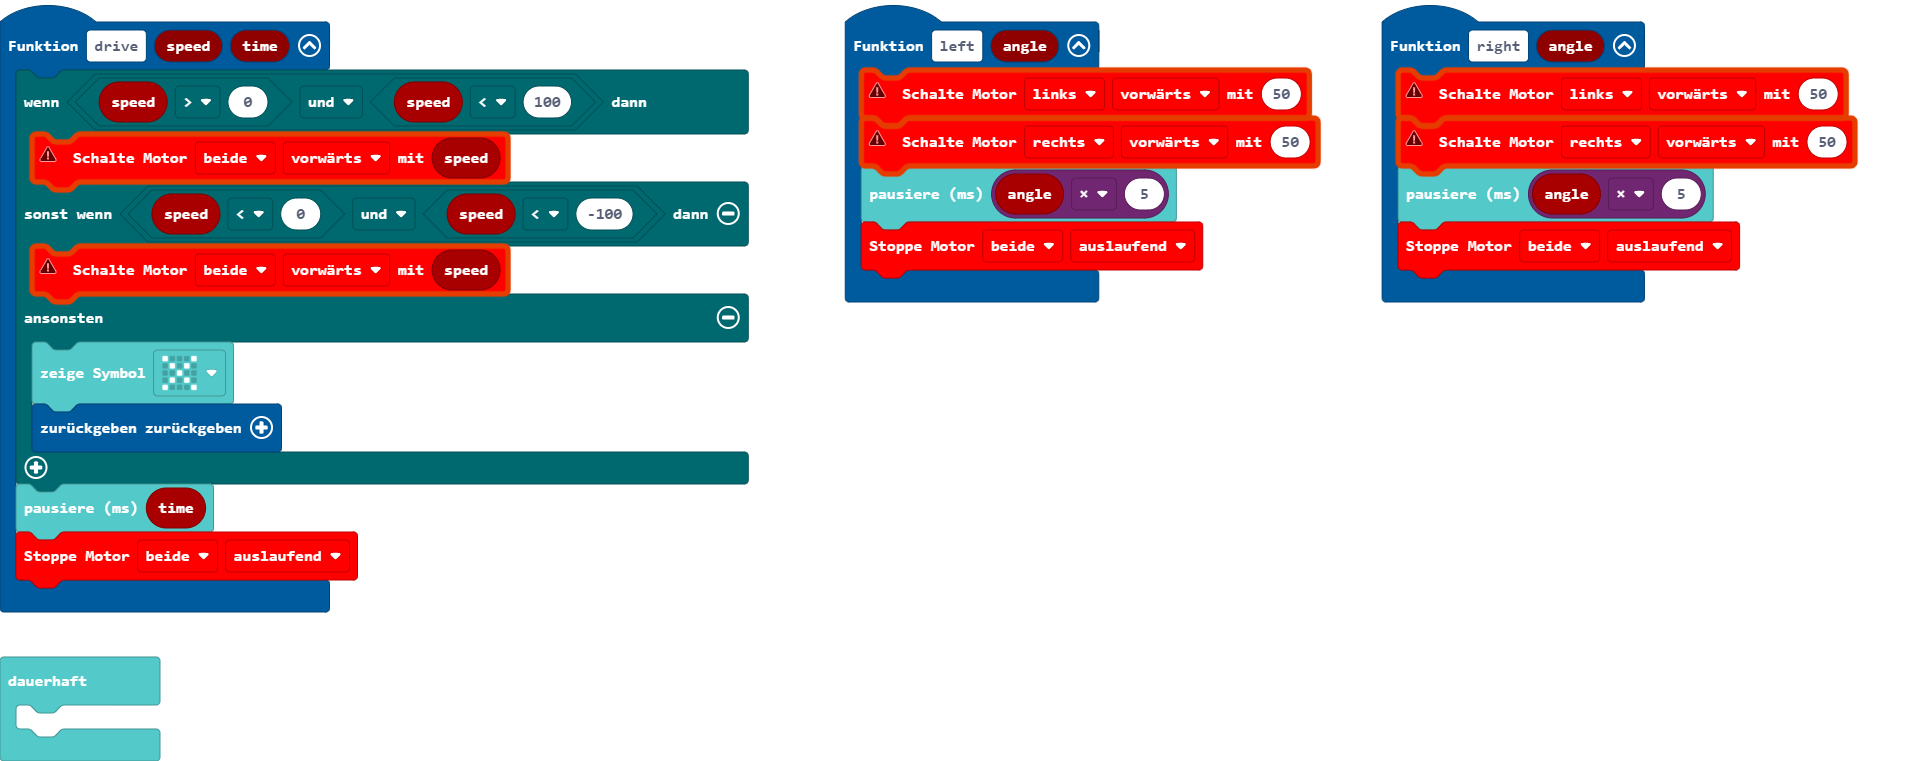 Funktion drive speed time
wenn speed > 0 und speed < 100 dann
Schalte Motor beide vorwärts mit speed
sonst wenn speed < 0 und speed < -100 dann
Schalte Motor beide vorwärts mit speed
ansonsten
zeige Symbol
zurückgeben zurückgeben
pausiere (ms) time
Stoppe Motor beide auslaufend
dauerhaft
Funktion left angle
Schalte Motor links vorwärts mit 50
Schalte Motor rechts vorwärts mit 50
pausiere (ms) angle × 5
Stoppe Motor beide auslaufend
Funktion right angle
Schalte Motor links vorwärts mit 50
Schalte Motor rechts vorwärts mit 50
pausiere (ms) angle × 5
Stoppe Motor beide auslaufend